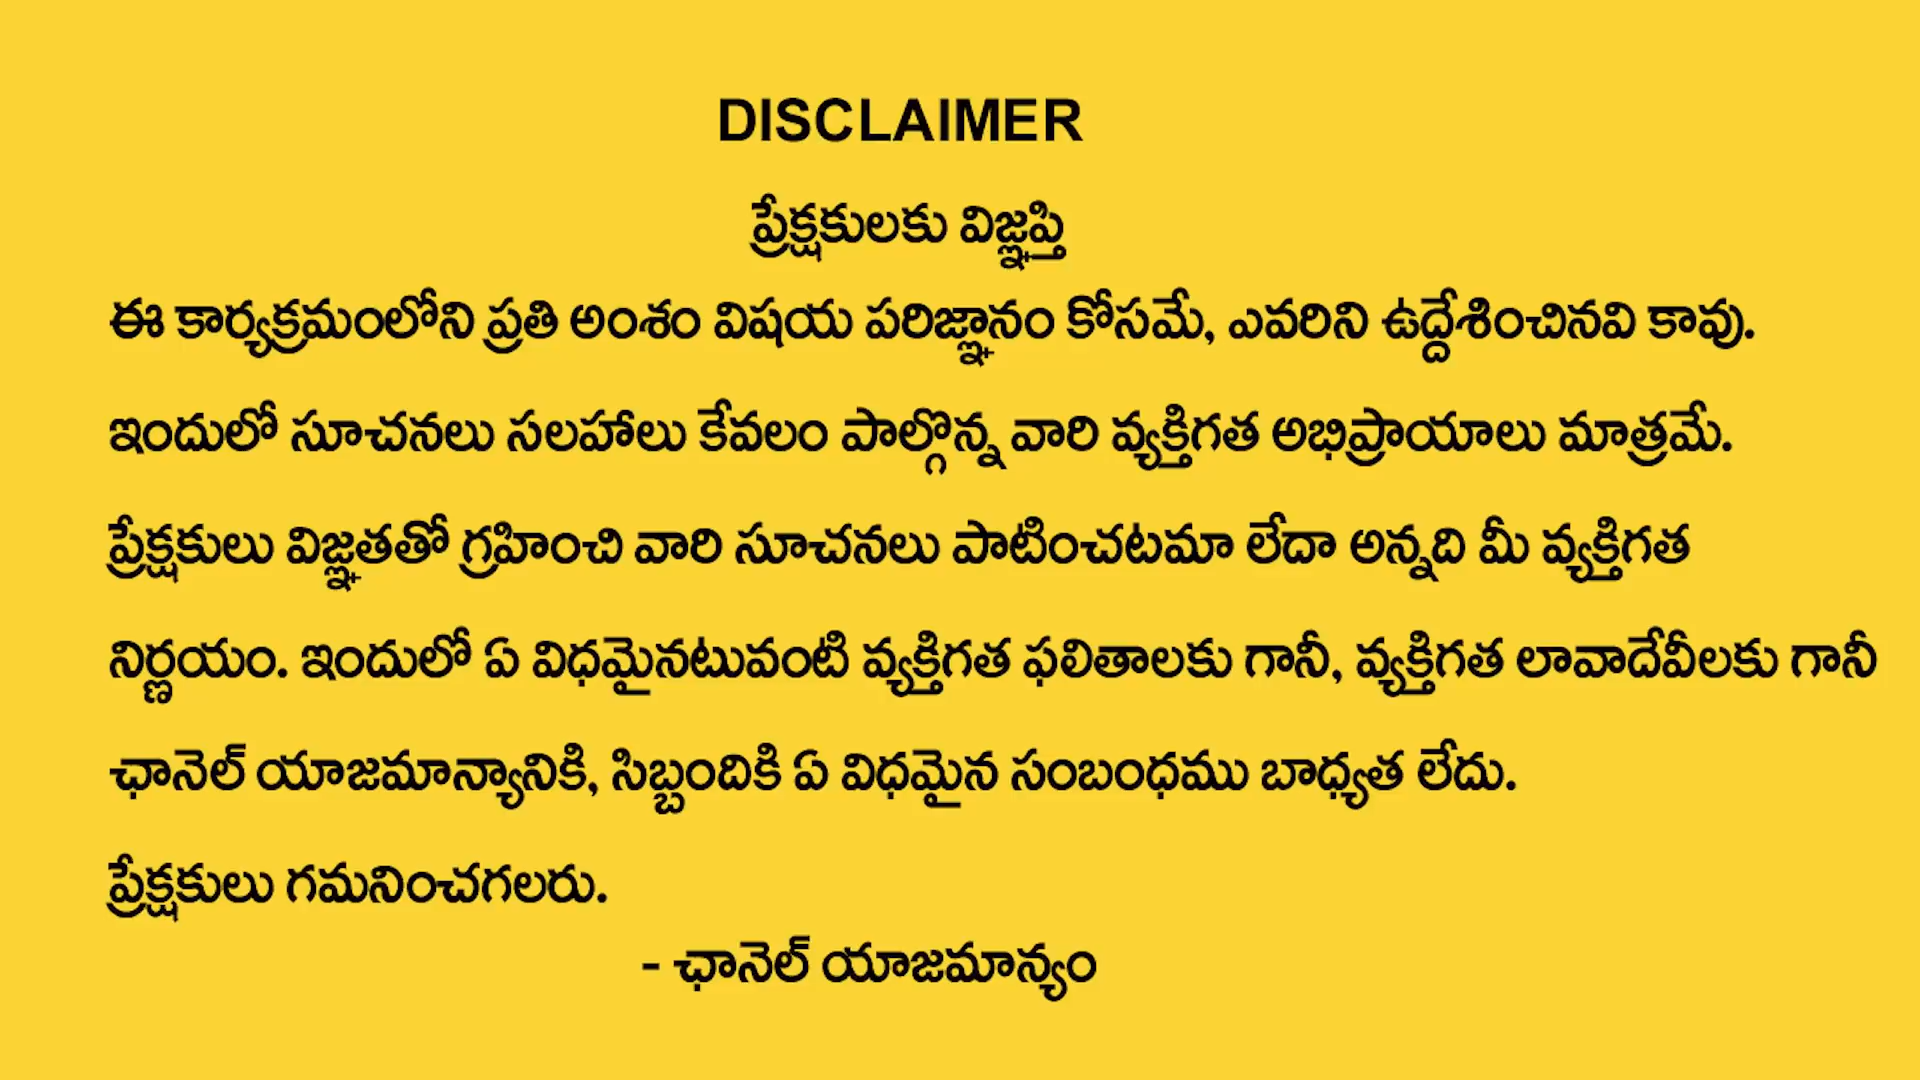 DISCLAIMER
ప్రేక్షకులకు విజ్ఞప్తి
ఈ కార్యక్రమంలోని ప్రతి అంశం విషయ పరిజ్ఞానం కోసమే, ఎవరిని ఉద్దేశించినవి కావు.
ఇందులో సూచనలు సలహాలు కేవలం పాల్గొన్న వారి వ్యక్తిగత అభిప్రాయాలు మాత్రమే.
ప్రేక్షకులు విజ్ఞతతో గ్రహించి వారి సూచనలు పాటించటమా లేదా అన్నది మీ వ్యక్తిగత
నిర్ణయం. ఇందులో ఏ విధమైనటువంటి వ్యక్తిగత ఫలితాలకు గానీ, వ్యక్తిగత లావాదేవీలకు గానీ
ఛానెల్ యాజమాన్యానికి, సిబ్బందికి ఏ విధమైన సంబంధము బాధ్యత లేదు.
ప్రేక్షకులు గమనించగలరు.
- ఛానెల్ యాజమాన్యం